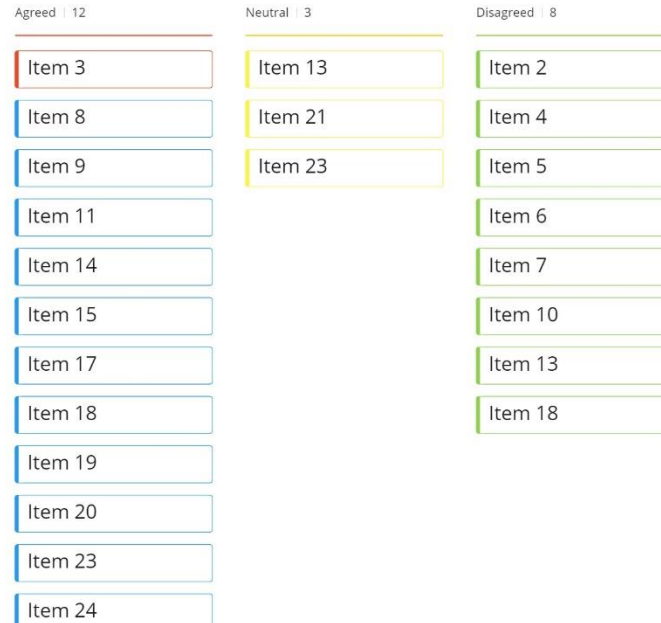 Agreed | 12
Item 3
Item 8
Item 9
Item 11
Item 14
Item 15
Item 17
Item 18
Item 19
Item 20
Item 23
Item 24
Neutral | 3
Item 13
Item 21
Item 23
Disagreed | 8
Item 2
Item 4
Item 5
Item 6
Item 7
Item 10
Item 13
Item 18